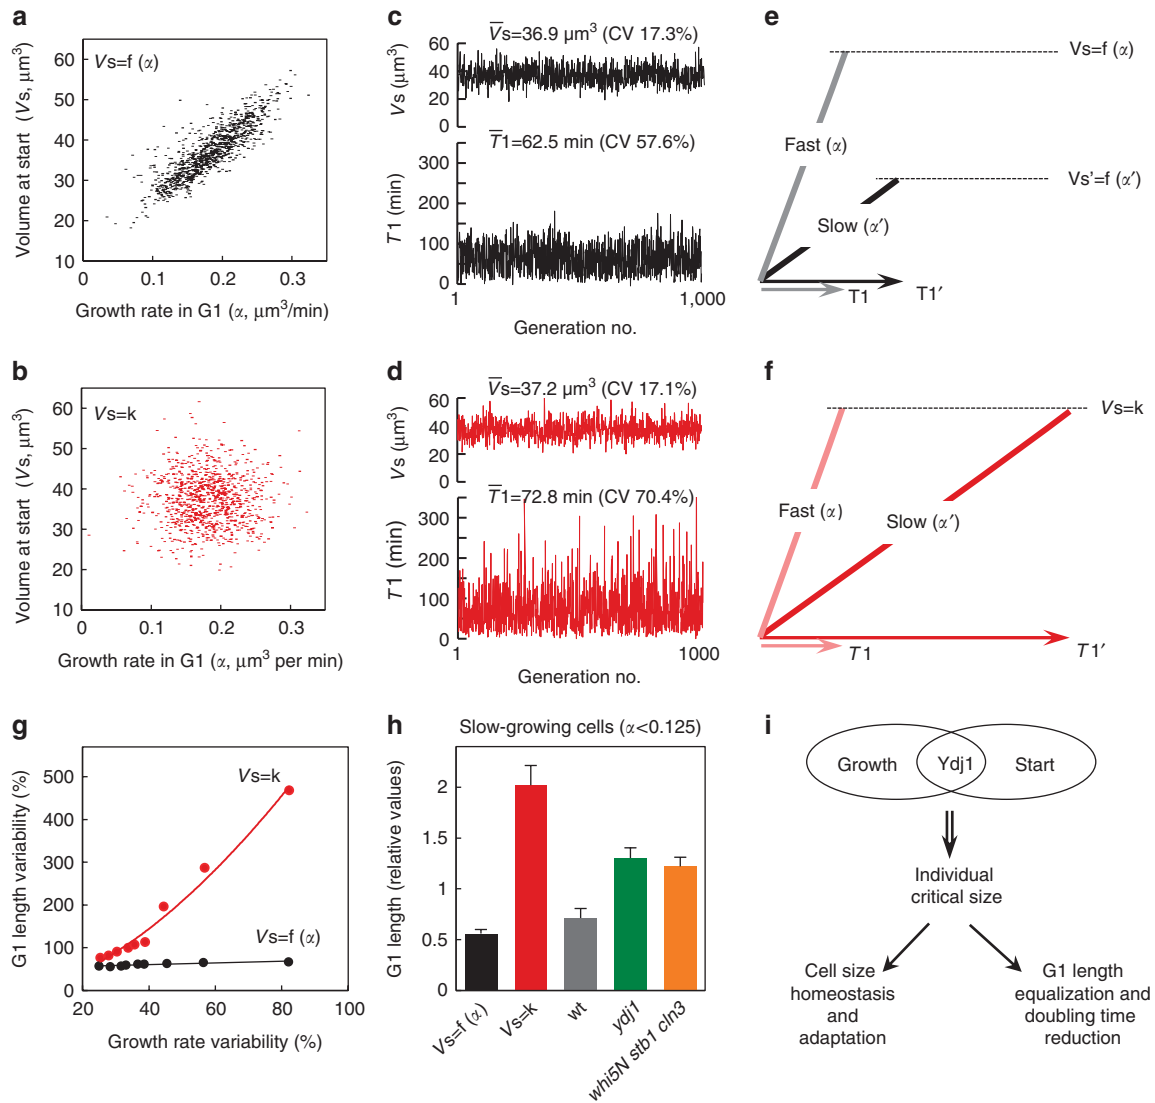 a
Volume at start (Vs, μm³)
60
50
40
30
20
10
Vs=f (α)
0
0.1
0.2
0.3
Growth rate in G1 (α, μm³/min)
b
Volume at start (Vs, μm³)
60
50
40
30
20
10
Vs=k
0
0.1
0.2
0.3
Growth rate in G1 (α, μm³ per min)
c
V̅s=36.9 μm³ (CV 17.3%)
Vs (μm³)
60
40
20
0
T̅1=62.5 min (CV 57.6%)
T1 (min)
300
200
100
0
1
1,000
Generation no.
d
V̅s=37.2 μm³ (CV 17.1%)
Vs (μm³)
60
40
20
0
T̅1=72.8 min (CV 70.4%)
T1 (min)
300
200
100
0
1
1000
Generation no.
e
Vs=f (α)
Fast (α)
Vs'=f (α')
Slow (α')
T1
T1′
f
Vs=k
Fast (α)
Slow (α′)
T1
T1′
g
G1 length variability (%)
500
400
300
200
100
0
Vs=k
Vs=f (α)
20
40
60
80
100
Growth rate variability (%)
h
Slow-growing cells (α<0.125)
G1 length (relative values)
2
1.5
1
0.5
0
Vs=f (α)
Vs=k
wt
ydj1
whi5N stb1 cln3
i
Growth
Ydj1
Start
Individual
critical size
Cell size
homeostasis
and
adaptation
G1 length
equalization and
doubling time
reduction